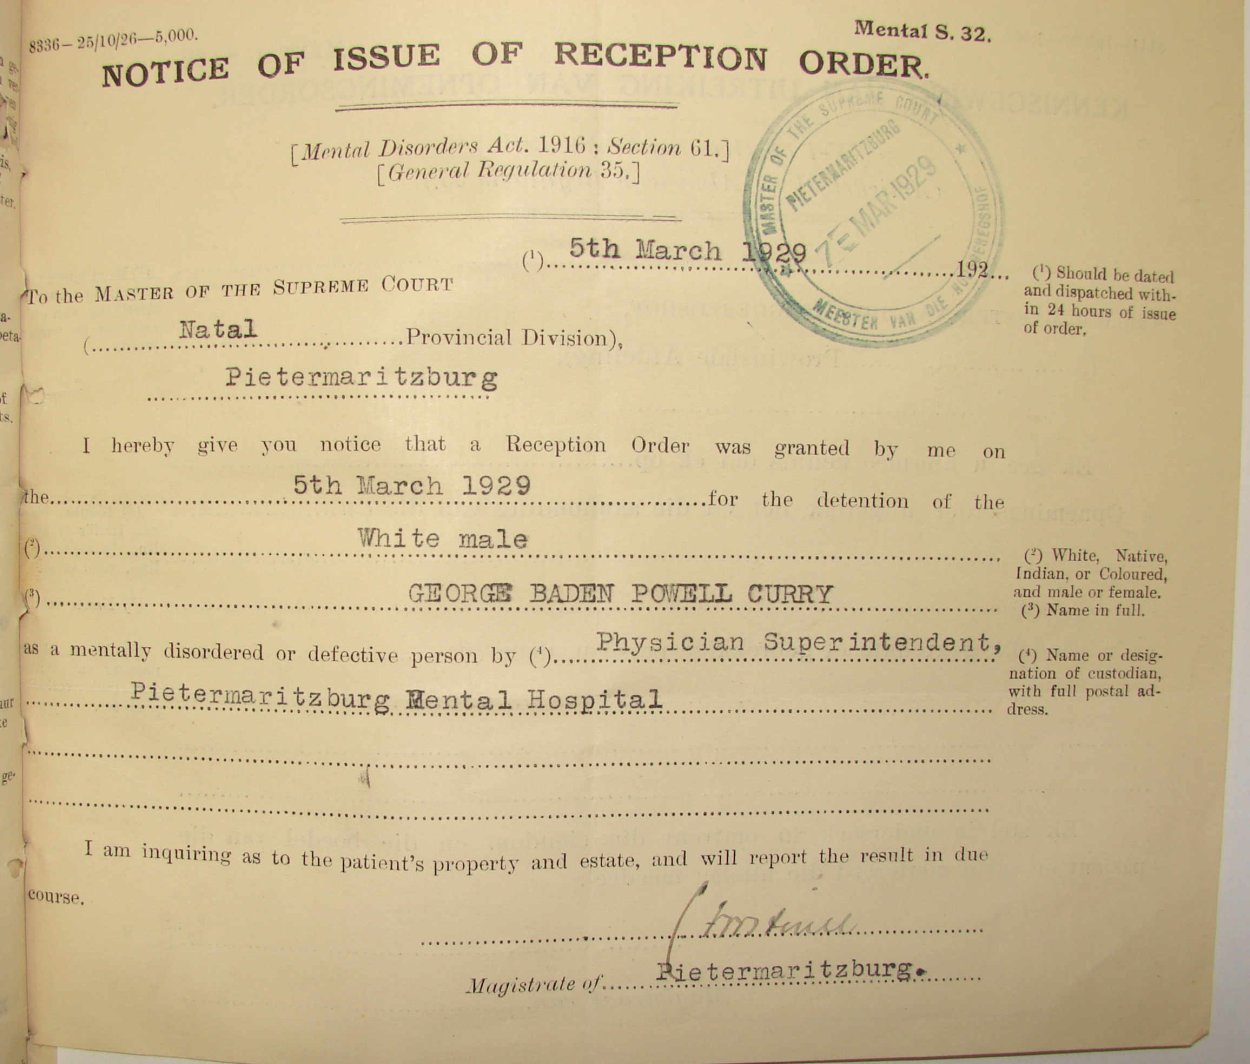 8336—25/10/26—5,000.
Mental S. 32.
NOTICE OF ISSUE OF RECEPTION ORDER.
[Mental Disorders Act. 1916 : Section 61.]
[General Regulation 35.]
MASTER OF THE SUPREME COURT
PIETERMARITZBURG
MAR 1929
MEESTER VAN DIE HOOGEREGSHOF
(¹) 5th March 1929 192...
(¹) Should be dated
and dispatched with-
in 24 hours of issue
of order.
To the MASTER OF THE SUPREME COURT
(Natal Provincial Division),
Pietermaritzburg
I hereby give you notice that a Reception Order was granted by me on
the 5th March 1929 for the detention of the
(²) White male
(²) White, Native,
Indian, or Coloured,
and male or female.
(³) GEORGE BADEN POWELL CURRY
(³) Name in full.
as a mentally disordered or defective person by (⁴) Physician Superintendent,
Pietermaritzburg Mental Hospital
(⁴) Name or desig-
nation of custodian,
with full postal ad-
dress.
I am inquiring as to the patient's property and estate, and will report the result in due
course.
Magistrate of Pietermaritzburg.